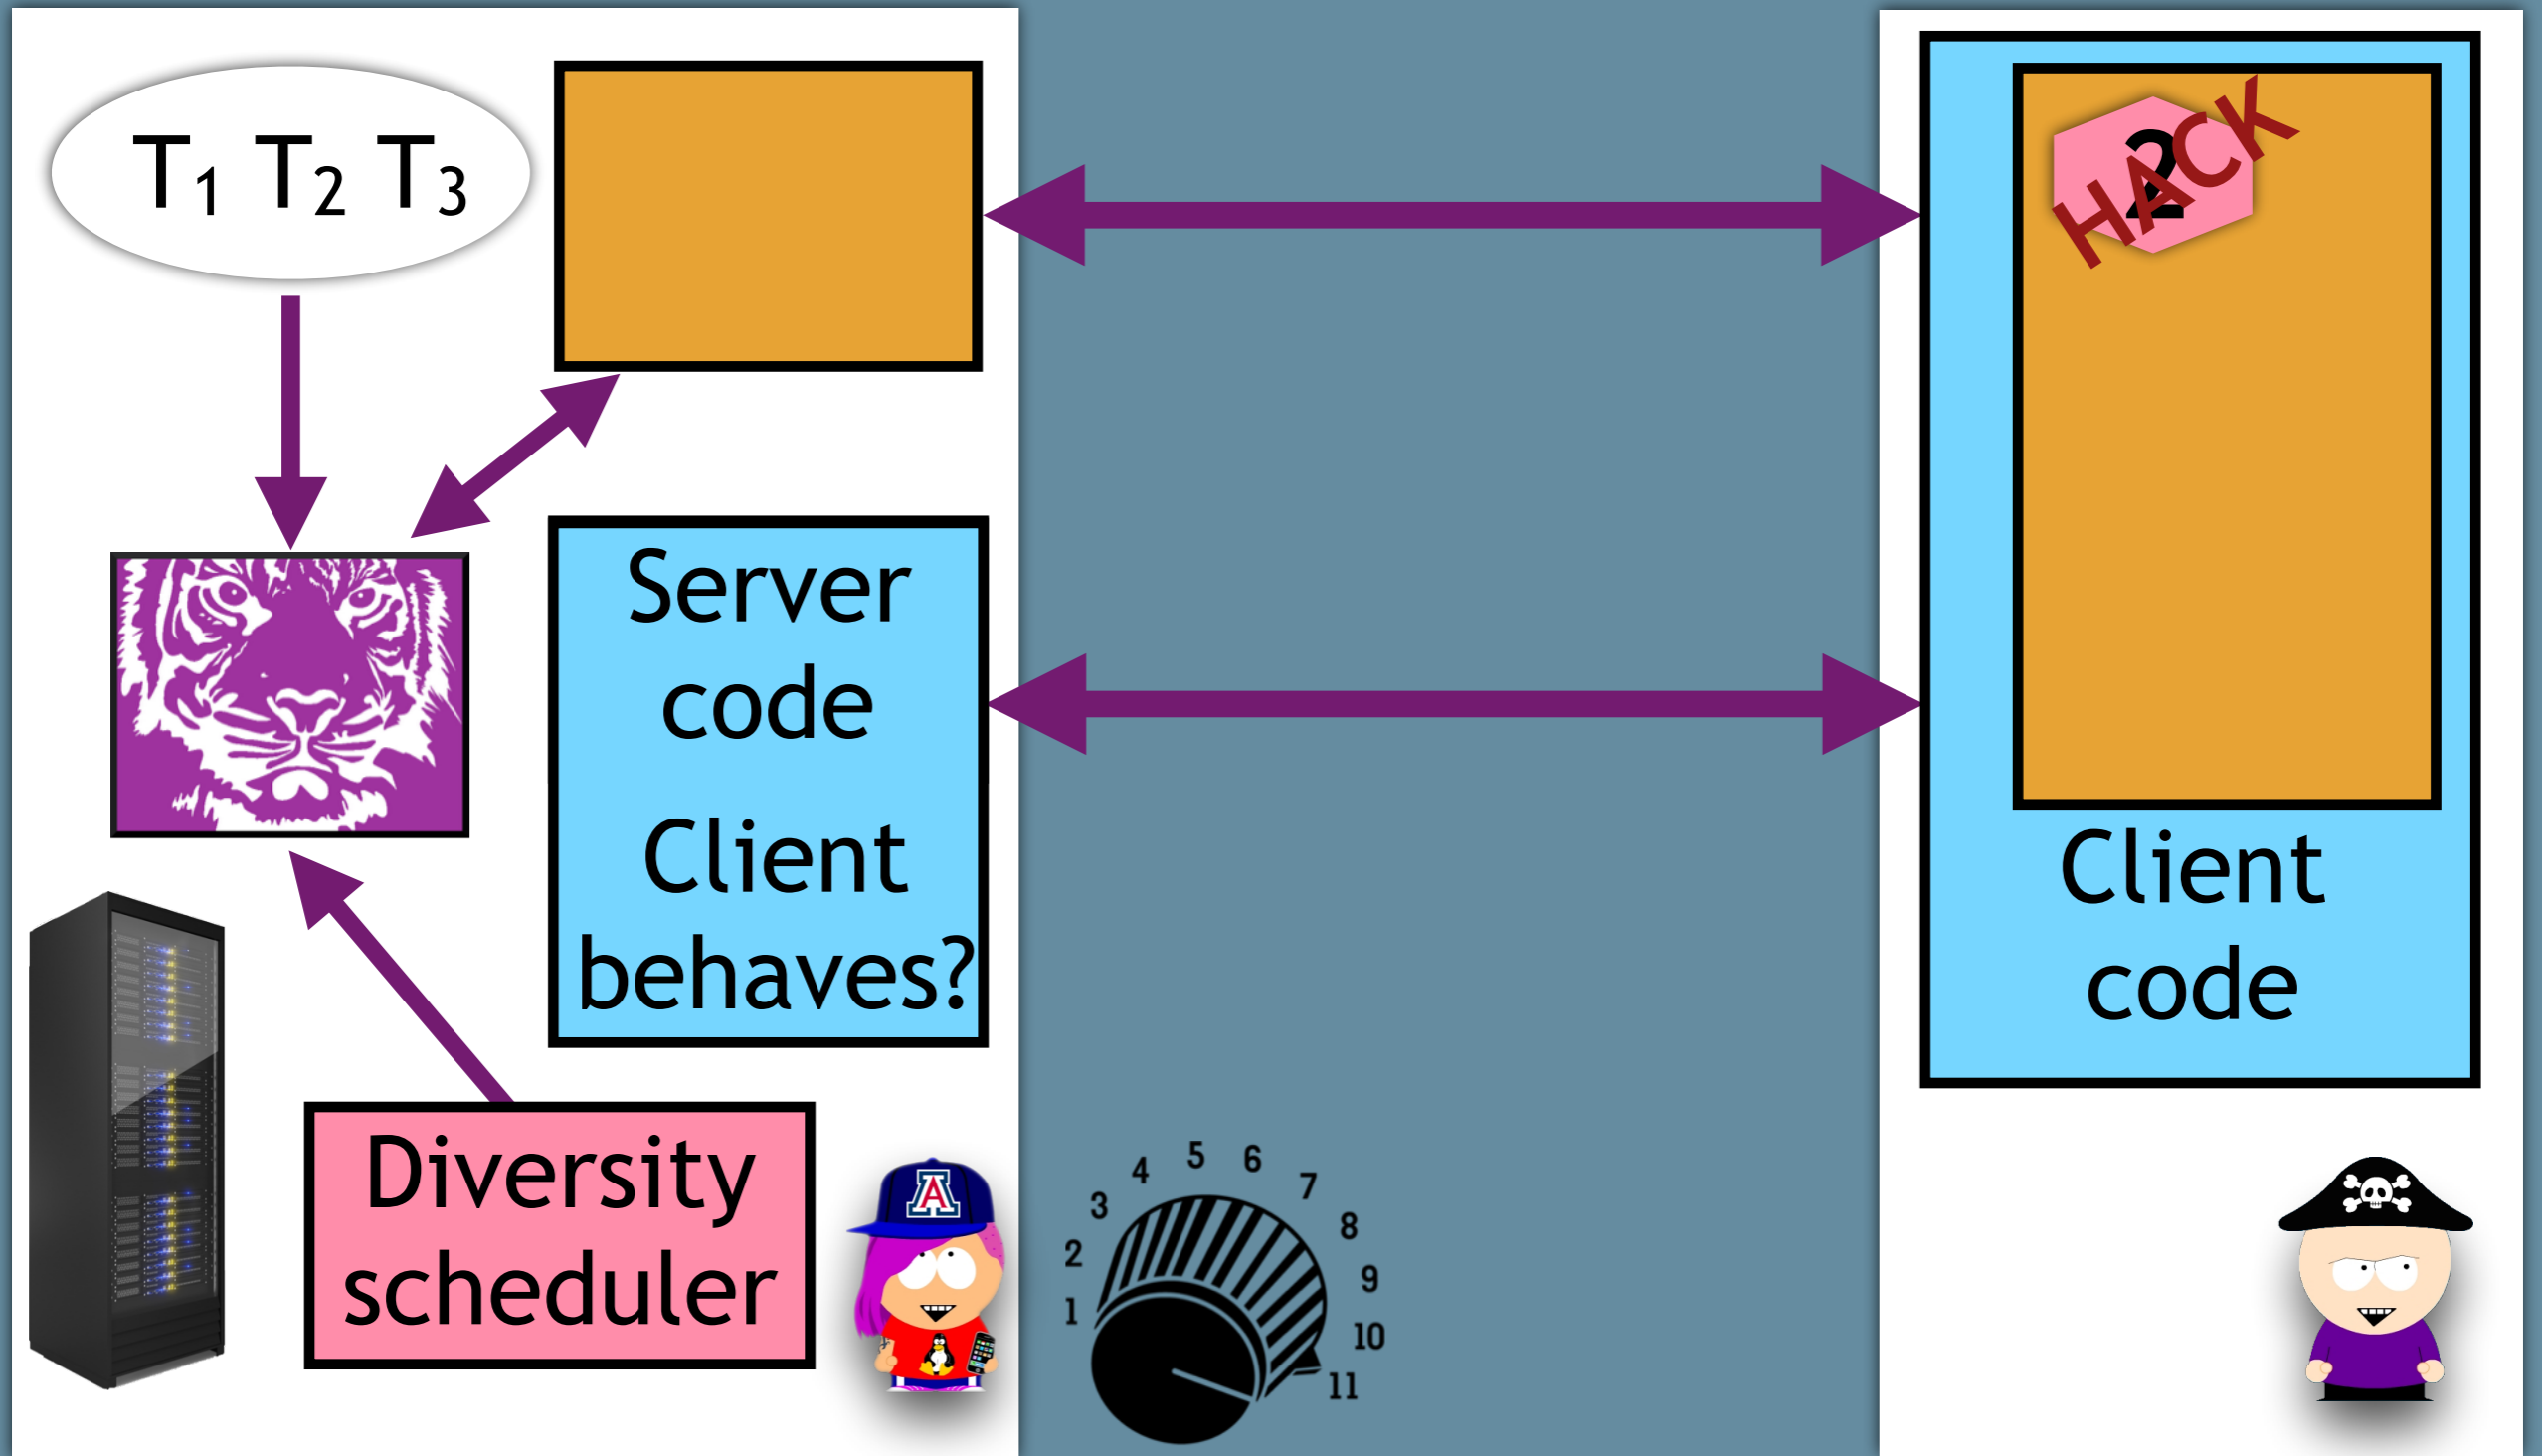 T1 T2 T3
2
HACK
Server
code
Client
behaves?
Client
code
Diversity
scheduler
A
1
2
3
4
5
6
7
8
9
10
11